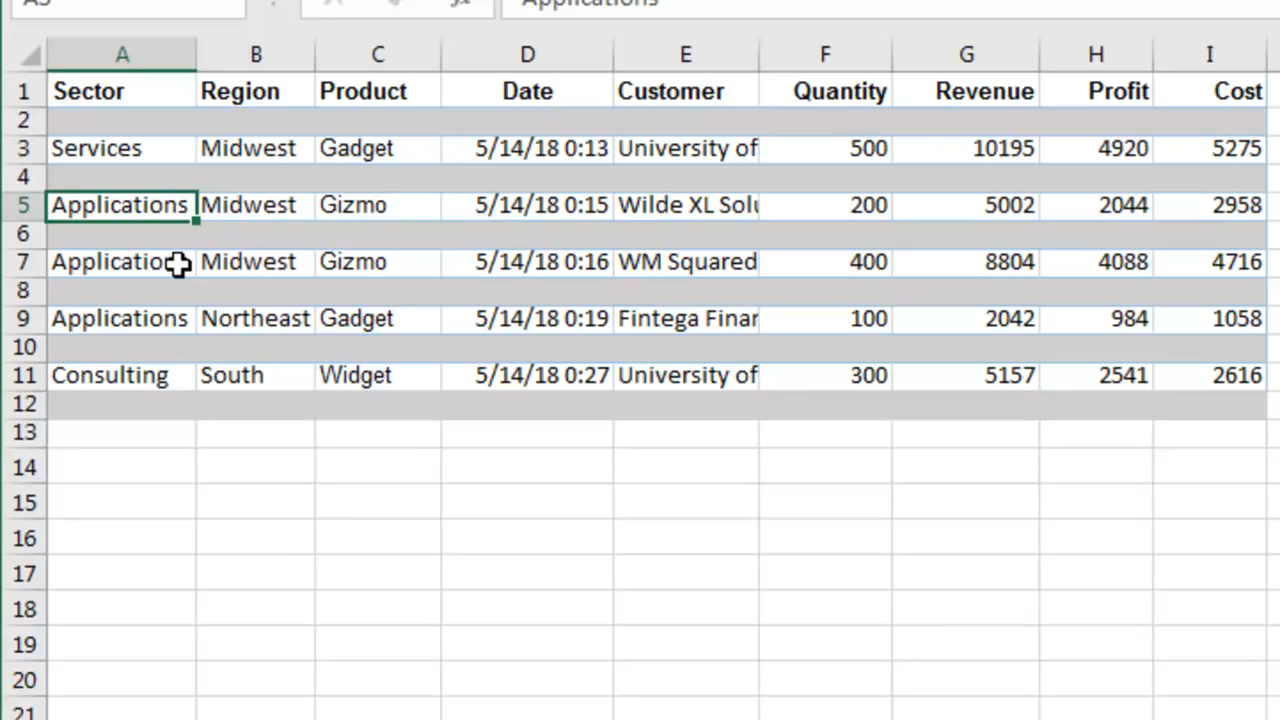 A B C D E F G H I
1 Sector Region Product Date Customer Quantity Revenue Profit Cost
2
3 Services Midwest Gadget 5/14/18 0:13 University of 500 10195 4920 5275
4
5 Applications Midwest Gizmo 5/14/18 0:15 Wilde XL Solu 200 5002 2044 2958
6
7 Applications Midwest Gizmo 5/14/18 0:16 WM Squared 400 8804 4088 4716
8
9 Applications Northeast Gadget 5/14/18 0:19 Fintega Finan 100 2042 984 1058
10
11 Consulting South Widget 5/14/18 0:27 University of 300 5157 2541 2616
12
13
14
15
16
17
18
19
20
21